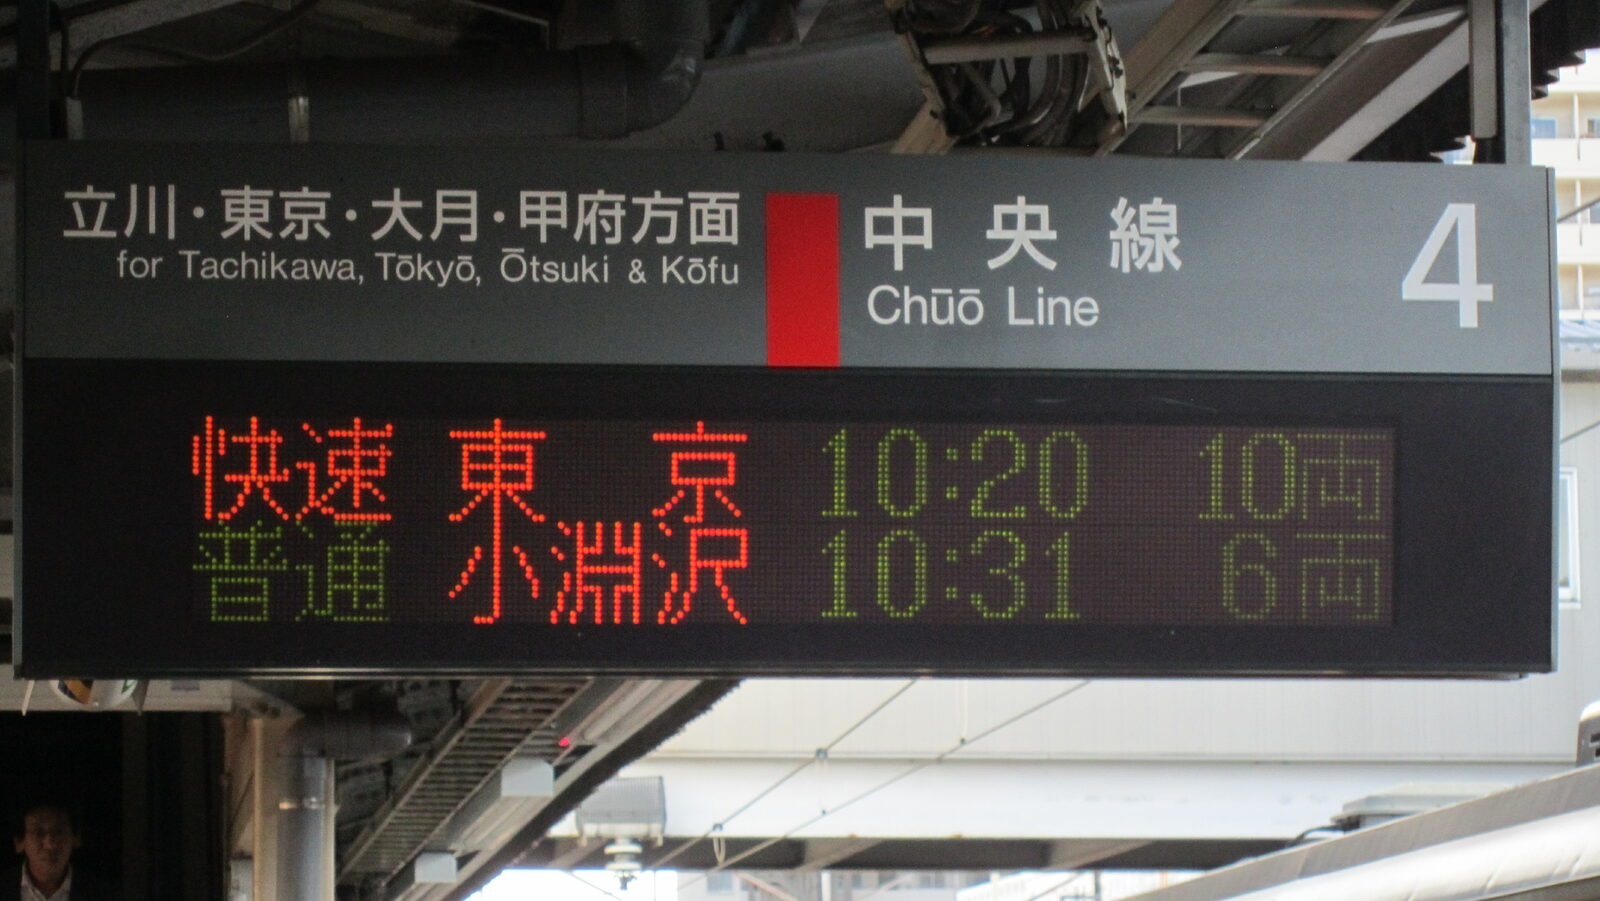 立川・東京・大月・甲府方面
for Tachikawa, Tōkyō, Ōtsuki & Kōfu
中央線
Chūō Line
4
快速 東京 10:20 10両
普通 小淵沢 10:31 6両